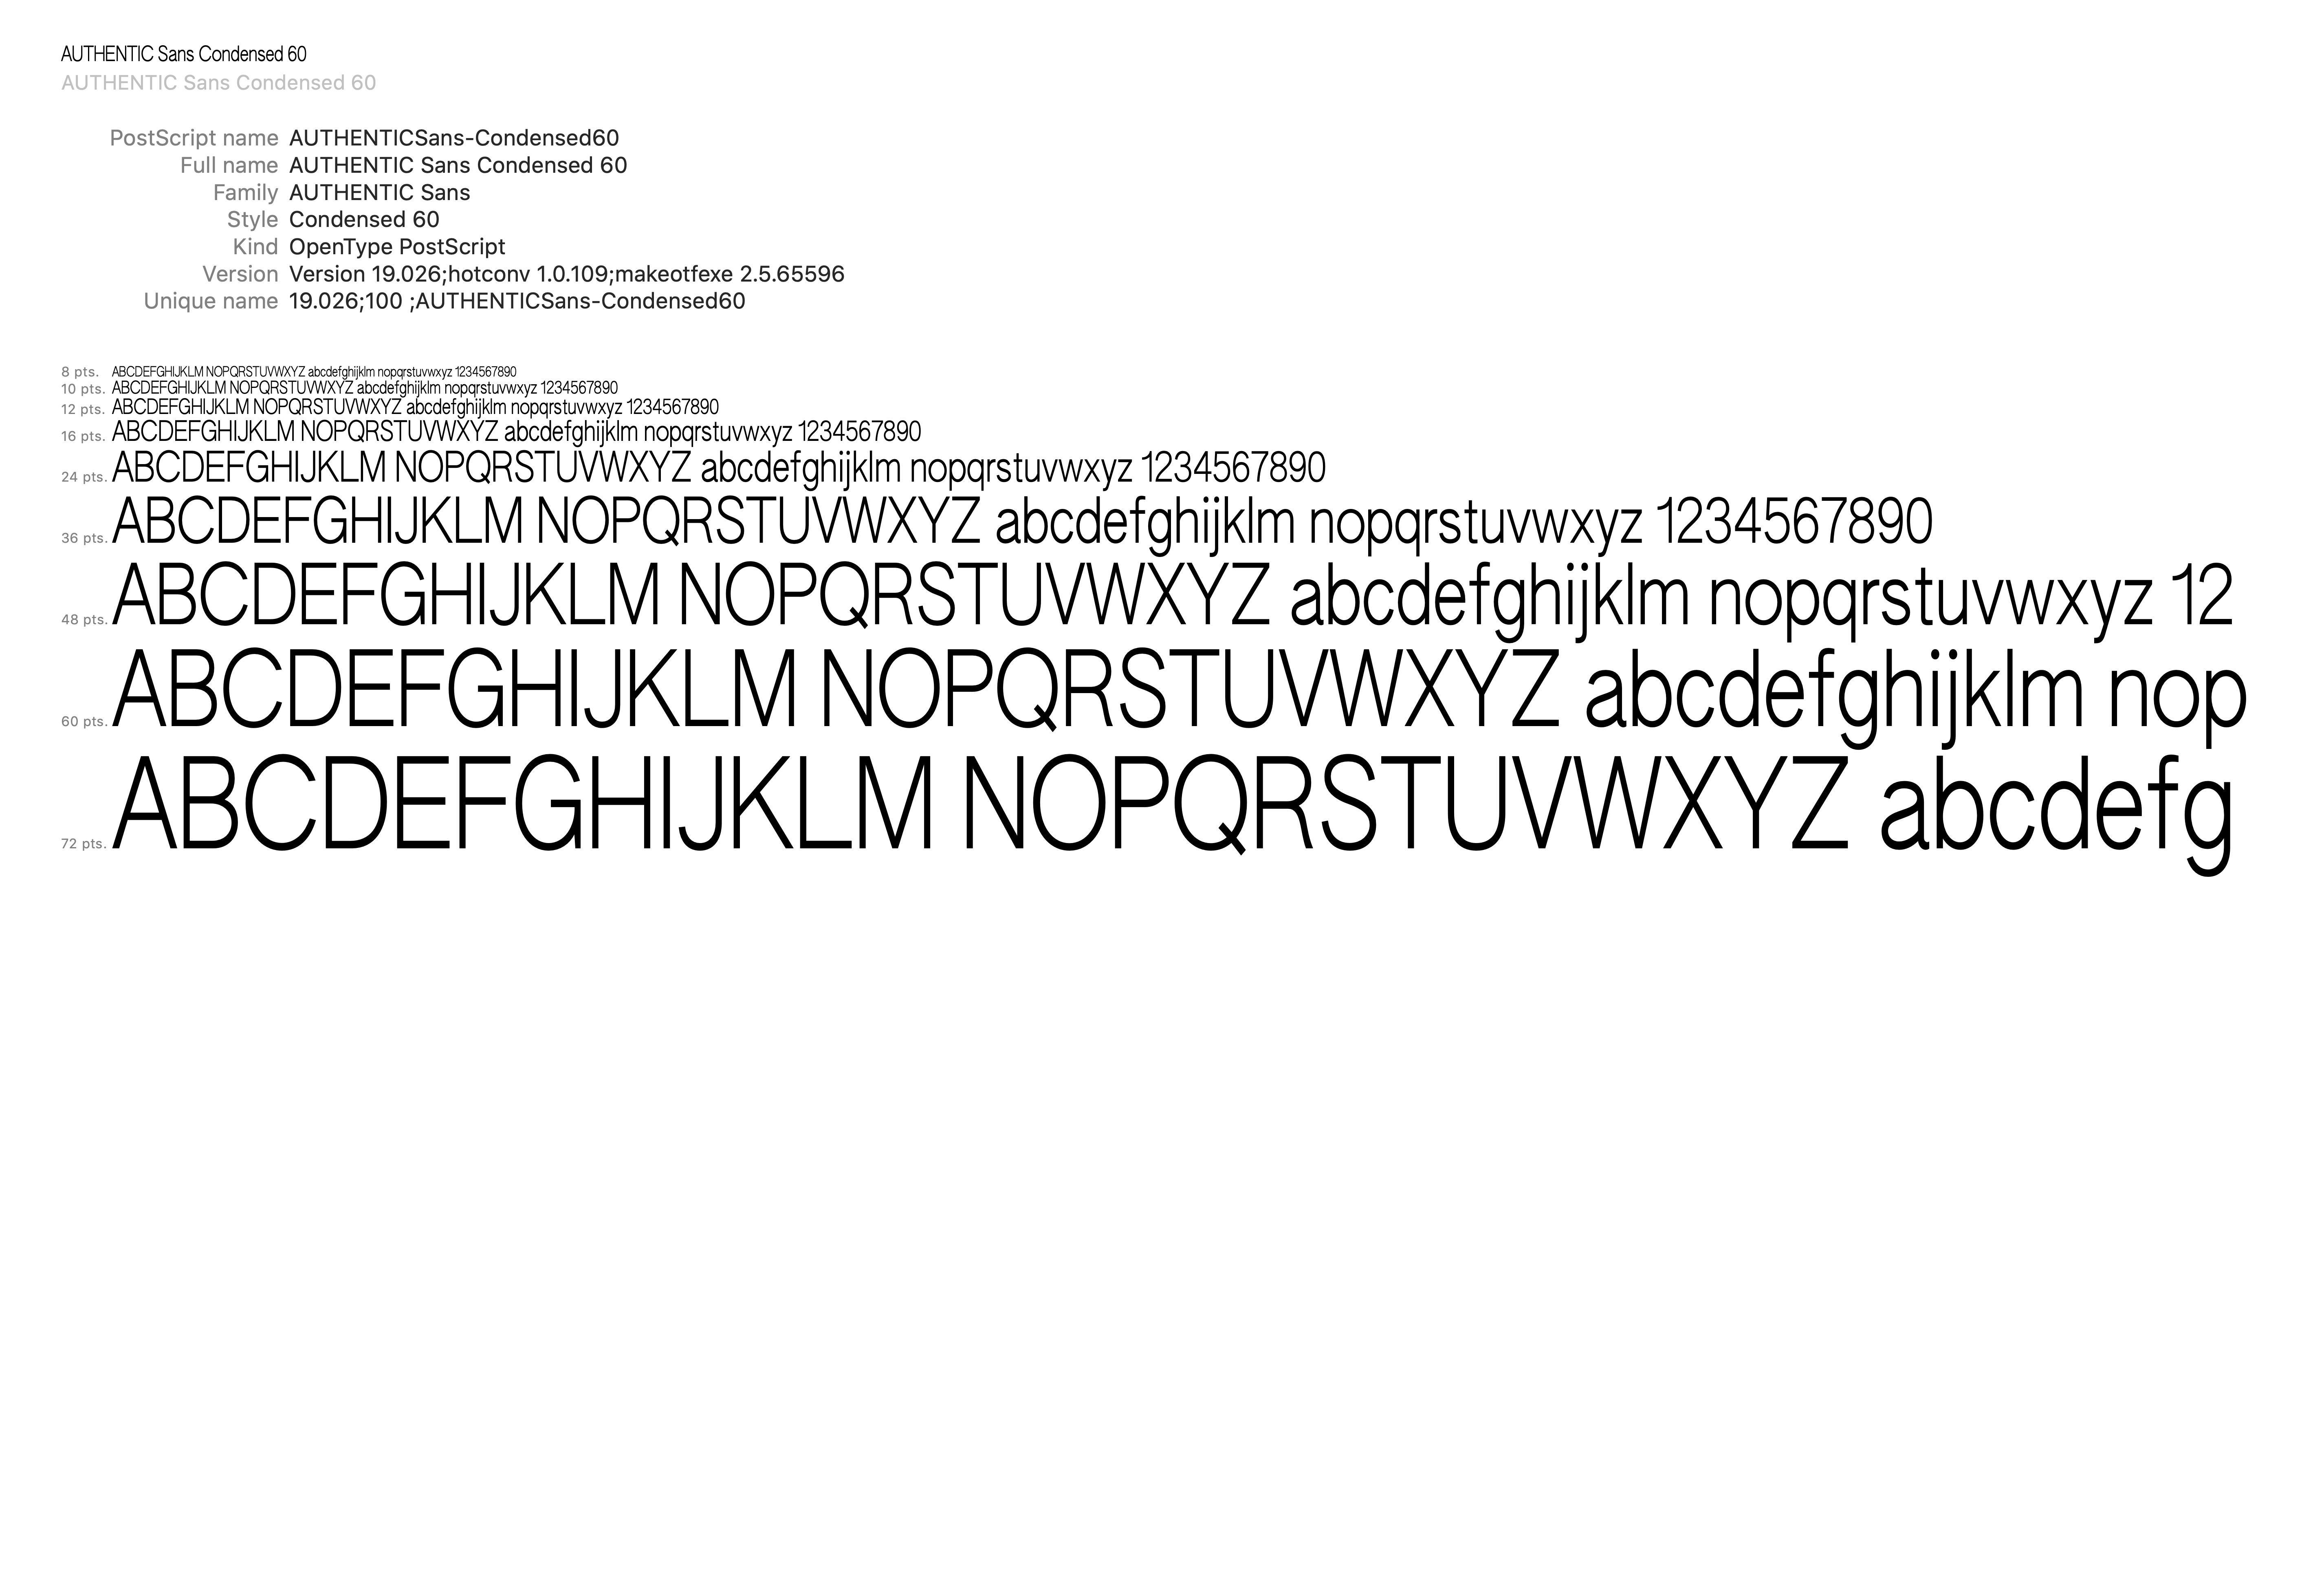 AUTHENTIC Sans Condensed 60
AUTHENTIC Sans Condensed 60
PostScript name AUTHENTICSans-Condensed60
Full name AUTHENTIC Sans Condensed 60
Family AUTHENTIC Sans
Style Condensed 60
Kind OpenType PostScript
Version Version 19.026;hotconv 1.0.109;makeotfexe 2.5.65596
Unique name 19.026;100 ;AUTHENTICSans-Condensed60
8 pts. ABCDEFGHIJKLM NOPQRSTUVWXYZ abcdefghijklm nopqrstuvwxyz 1234567890
10 pts. ABCDEFGHIJKLM NOPQRSTUVWXYZ abcdefghijklm nopqrstuvwxyz 1234567890
12 pts. ABCDEFGHIJKLM NOPQRSTUVWXYZ abcdefghijklm nopqrstuvwxyz 1234567890
16 pts. ABCDEFGHIJKLM NOPQRSTUVWXYZ abcdefghijklm nopqrstuvwxyz 1234567890
24 pts. ABCDEFGHIJKLM NOPQRSTUVWXYZ abcdefghijklm nopqrstuvwxyz 1234567890
36 pts. ABCDEFGHIJKLM NOPQRSTUVWXYZ abcdefghijklm nopqrstuvwxyz 1234567890
48 pts. ABCDEFGHIJKLM NOPQRSTUVWXYZ abcdefghijklm nopqrstuvwxyz 12
60 pts. ABCDEFGHIJKLM NOPQRSTUVWXYZ abcdefghijklm nop
72 pts. ABCDEFGHIJKLM NOPQRSTUVWXYZ abcdefg